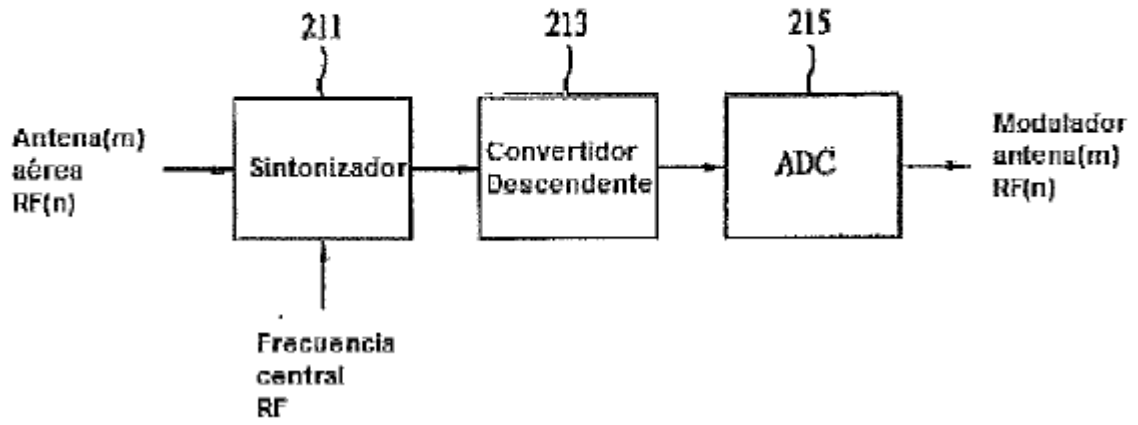 211
213
215
Antena(m)
aérea
RF(n)
Sintonizador
Convertidor
Descendente
ADC
Modulador
antena(m)
RF(n)
Frecuencia
central
RF